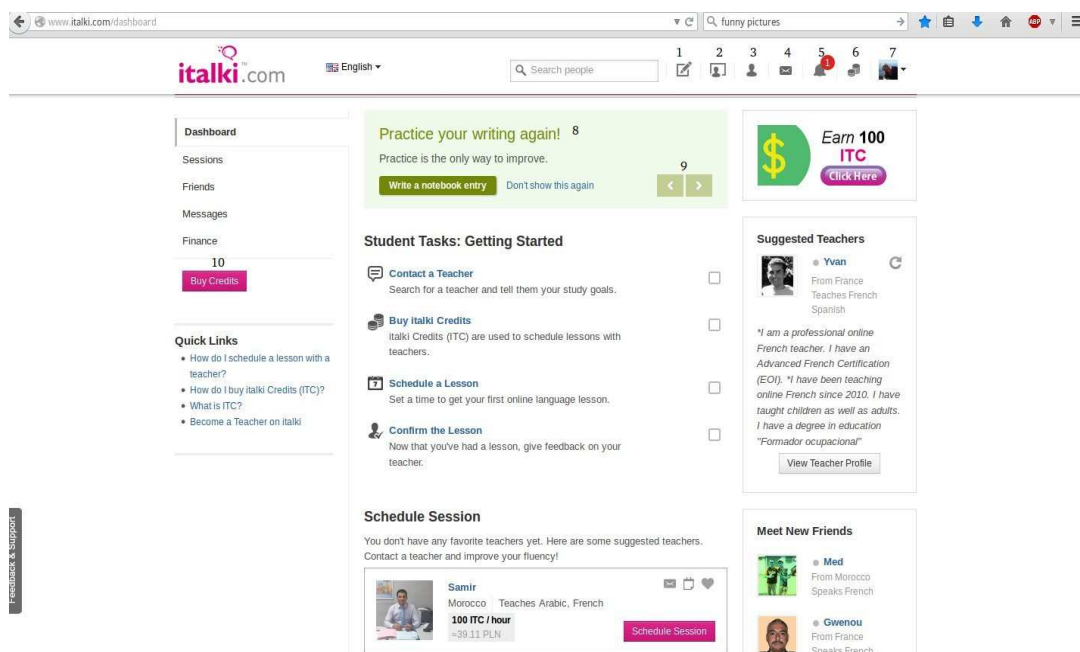 www.italki.com/dashboard
funny pictures
ABP
italki.com
English
Search people
1 2 3 4 5 6 7
1
Dashboard
Sessions
Friends
Messages
Finance
10
Buy Credits
Quick Links
How do I schedule a lesson with a
teacher?
How do I buy italki Credits (ITC)?
What is ITC?
Become a Teacher on italki
Feedback & Support
Practice your writing again! 8
Practice is the only way to improve.
9
Write a notebook entry Don't show this again
Student Tasks: Getting Started
Contact a Teacher
Search for a teacher and tell them your study goals.
Buy italki Credits
italki Credits (ITC) are used to schedule lessons with
teachers.
7
Schedule a Lesson
Set a time to get your first online language lesson.
Confirm the Lesson
Now that you've had a lesson, give feedback on your
teacher.
Schedule Session
You don't have any favorite teachers yet. Here are some suggested teachers.
Contact a teacher and improve your fluency!
Samir
Morocco Teaches Arabic, French
100 ITC / hour
≈39.11 PLN
Schedule Session
$
Earn 100
ITC
Click Here
Suggested Teachers
Yvan
From France
Teaches French
Spanish
"I am a professional online
French teacher. I have an
Advanced French Certification
(EOI). *I have been teaching
online French since 2010. I have
taught children as well as adults.
I have a degree in education
"Formador ocupacional"
View Teacher Profile
Meet New Friends
Med
From Morocco
Speaks French
Gwenou
From France
Speaks French